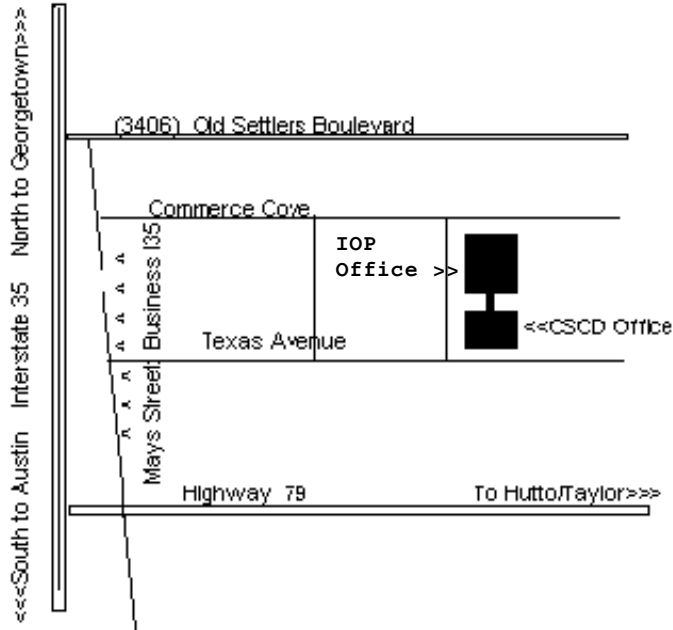 <<<South to Austin Interstate 35 North to Georgetown>>>
(3406) Old Settlers Boulevard
Commerce Cove
Mays Street Business I35
IOP
Office >>
<<CSCD Office
Texas Avenue
Highway 79
To Hutto/Taylor>>>